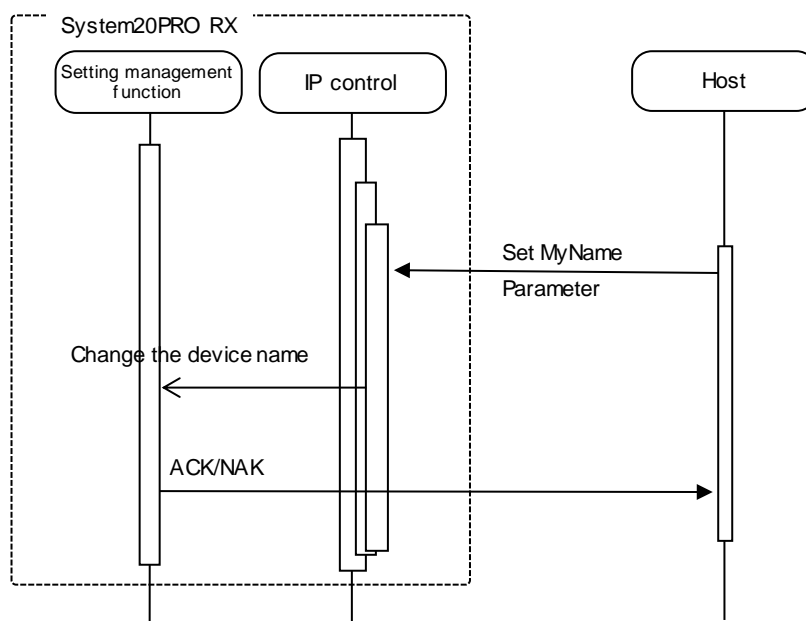 System20PRO RX
Setting management
function
IP control
Host
Set MyName
Parameter
Change the device name
ACK/NAK